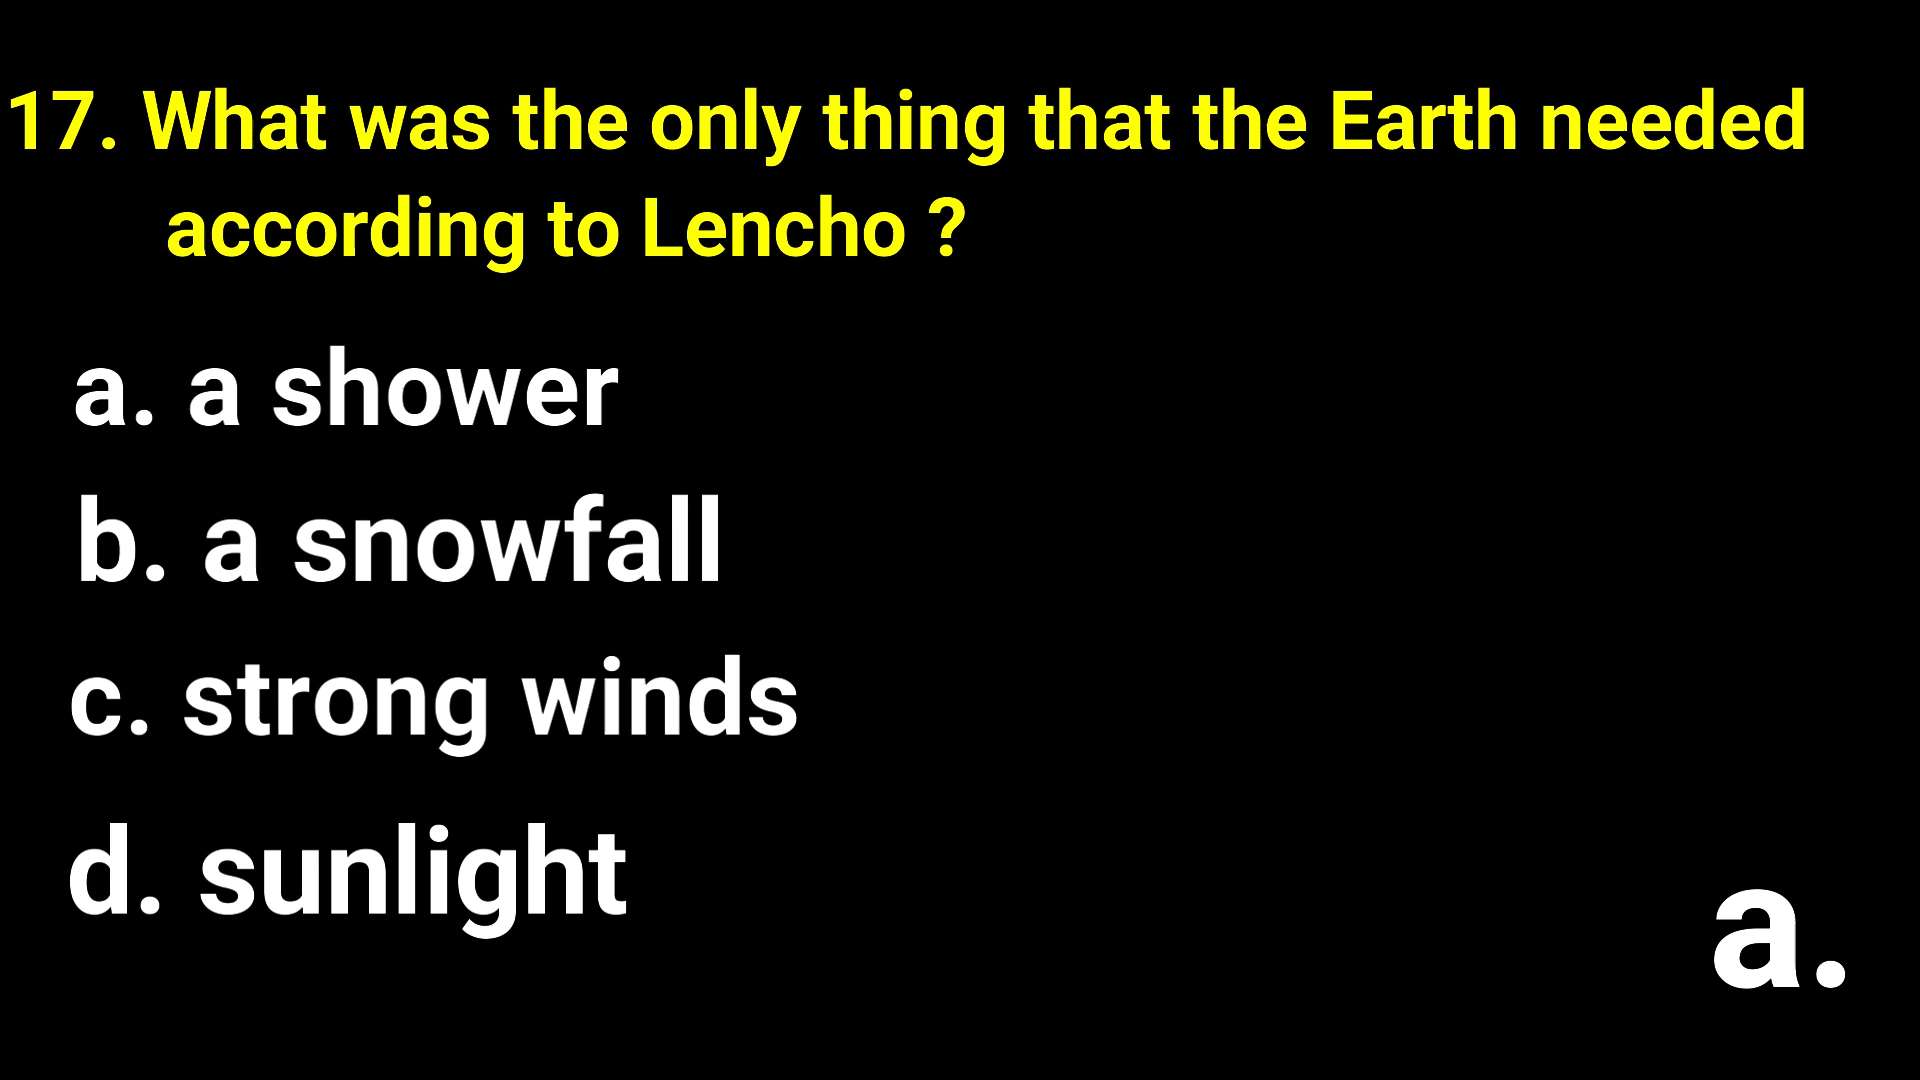 17. What was the only thing that the Earth needed
according to Lencho ?
a. a shower
b. a snowfall
c. strong winds
d. sunlight
a.